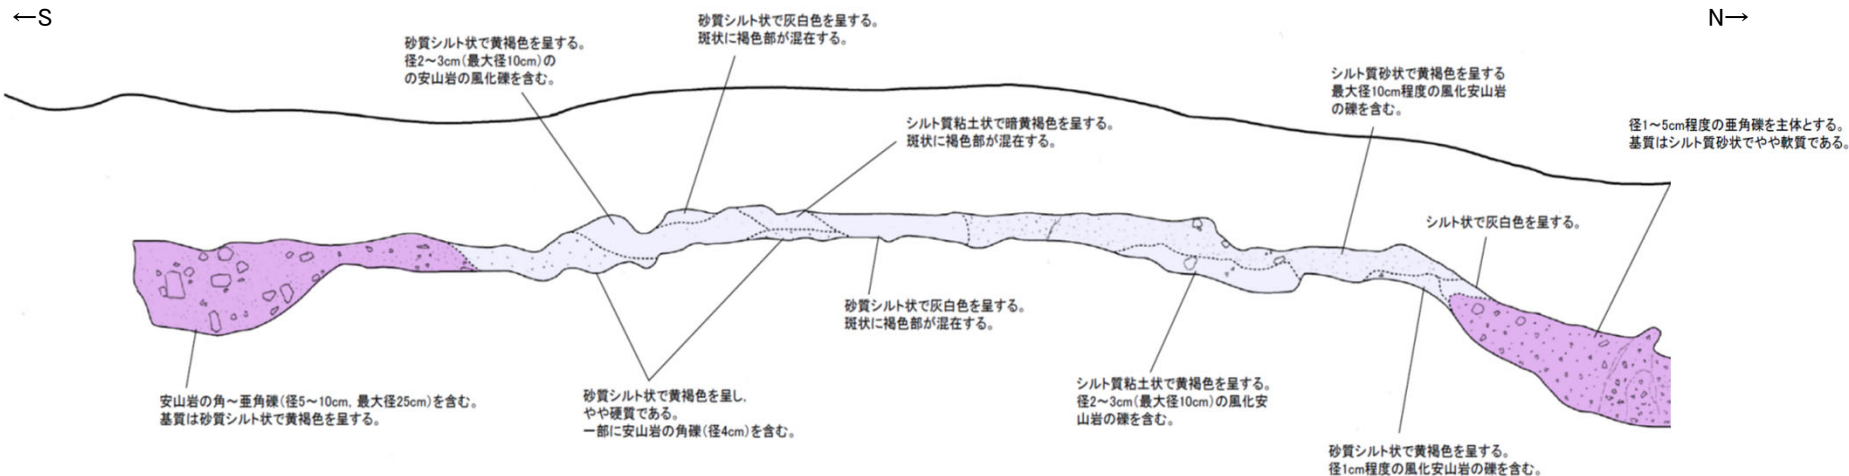 ←S
N→
砂質シルト状で灰白色を呈する。
斑状に褐色部が混在する。
砂質シルト状で黄褐色を呈する。
径2～3cm(最大径10cm)の
の安山岩の風化礫を含む。
シルト質砂状で黄褐色を呈する
最大径10cm程度の風化安山岩
の礫を含む。
シルト質粘土状で暗黄褐色を呈する。
斑状に褐色部が混在する。
径1～5cm程度の亜角礫を主体とする。
基質はシルト質砂状でやや軟質である。
シルト状で灰白色を呈する。
砂質シルト状で灰白色を呈する。
斑状に褐色部が混在する。
安山岩の角～亜角礫(径5～10cm, 最大径25cm)を含む。
基質は砂質シルト状で黄褐色を呈する。
砂質シルト状で黄褐色を呈し,
やや硬質である。
一部に安山岩の角礫(径4cm)を含む。
シルト質粘土状で黄褐色を呈する。
径2～3cm(最大径10cm)の風化安
山岩の礫を含む。
砂質シルト状で黄褐色を呈する。
径1cm程度の風化安山岩の礫を含む。